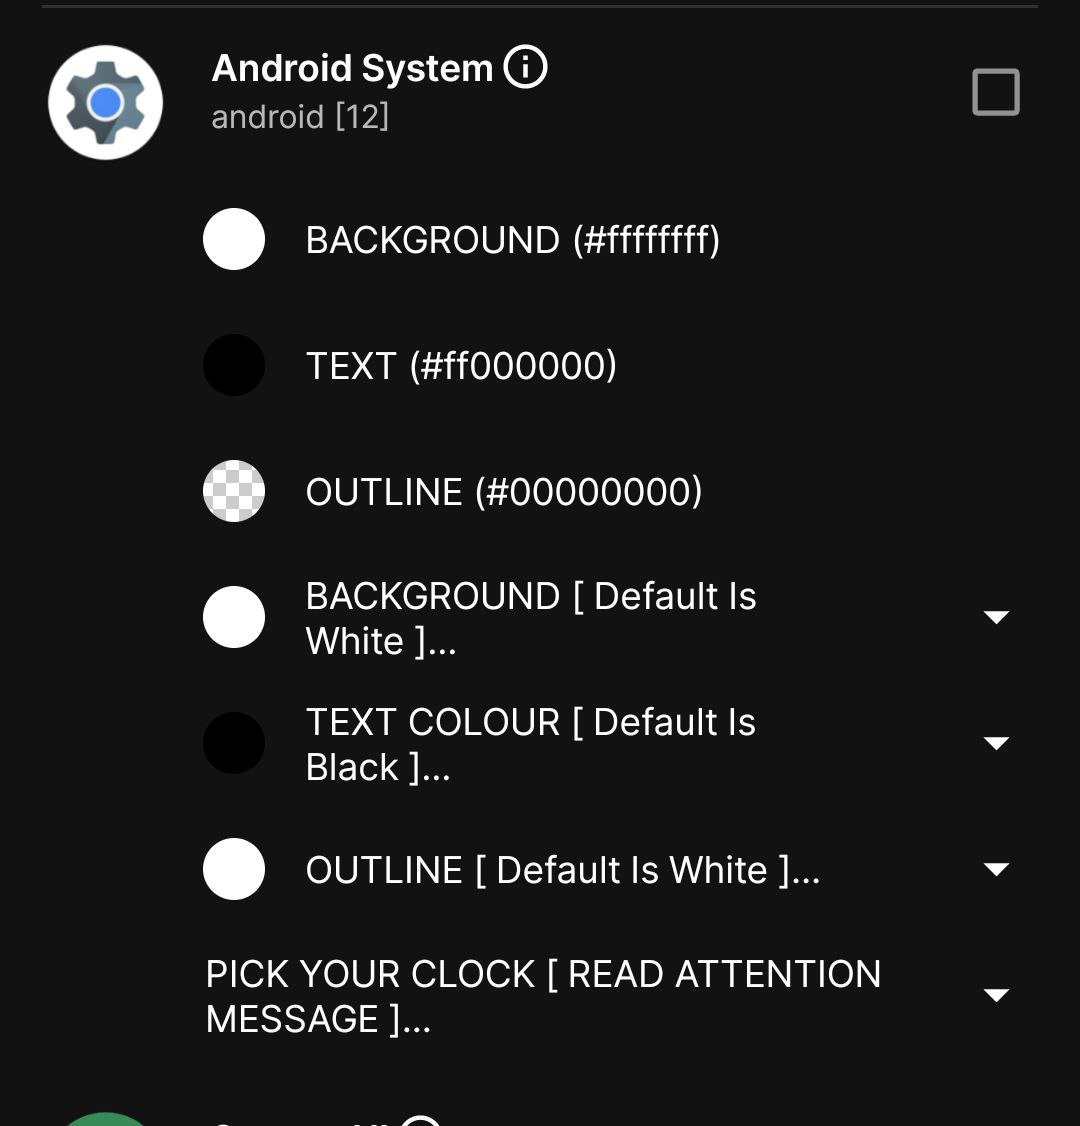 Android System
android [12]
BACKGROUND (#ffffffff)
TEXT (#ff000000)
OUTLINE (#00000000)
BACKGROUND [ Default Is
White ]...
TEXT COLOUR [ Default Is
Black ]...
OUTLINE [ Default Is White ]...
PICK YOUR CLOCK [ READ ATTENTION
MESSAGE ]...